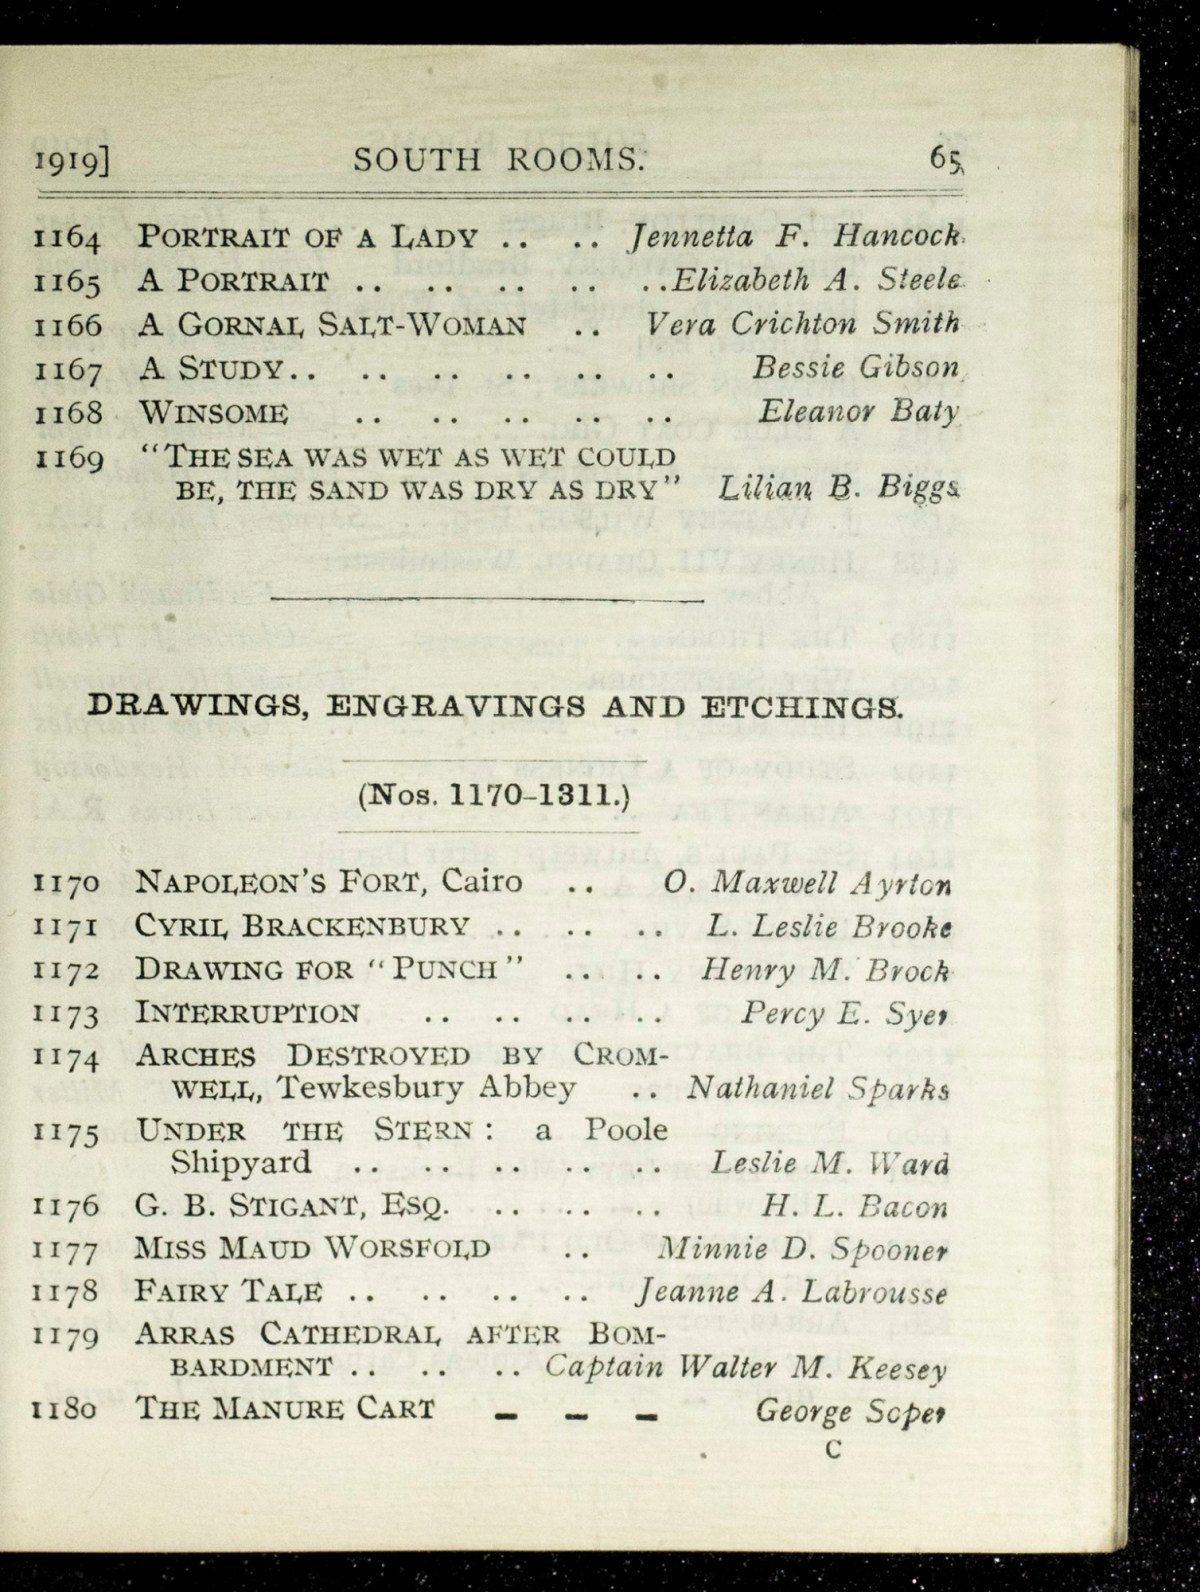 1919] SOUTH ROOMS. 65
1164 PORTRAIT OF A LADY .. .. Jennetta F. Hancock
1165 A PORTRAIT .. .. .. .. ..Elizabeth A. Steele
1166 A GORNAL SALT-WOMAN .. Vera Crichton Smith
1167 A STUDY.. .. .. .. .. .. Bessie Gibson
1168 WINSOME .. .. .. .. .. Eleanor Baty
1169 “THE SEA WAS WET AS WET COULD
BE, THE SAND WAS DRY AS DRY” Lilian B. Biggs
DRAWINGS, ENGRAVINGS AND ETCHINGS.
(Nos. 1170–1311.)
1170 NAPOLEON'S FORT, Cairo .. O. Maxwell Ayrton
1171 CYRIL BRACKENBURY .. .. .. L. Leslie Brooke
1172 DRAWING FOR “PUNCH” .. .. Henry M. Brock
1173 INTERRUPTION .. .. .. .. Percy E. Syer
1174 ARCHES DESTROYED BY CROM-
WELL, Tewkesbury Abbey .. Nathaniel Sparks
1175 UNDER THE STERN: a Poole
Shipyard .. .. .. .. .. Leslie M. Ward
1176 G. B. STIGANT, ESQ. .. .. .. H. L. Bacon
1177 MISS MAUD WORSFOLD .. Minnie D. Spooner
1178 FAIRY TALE .. .. .. .. Jeanne A. Labrousse
1179 ARRAS CATHEDRAL AFTER BOM-
BARDMENT .. .. .. Captain Walter M. Keesey
1180 THE MANURE CART – – – George Soper
C